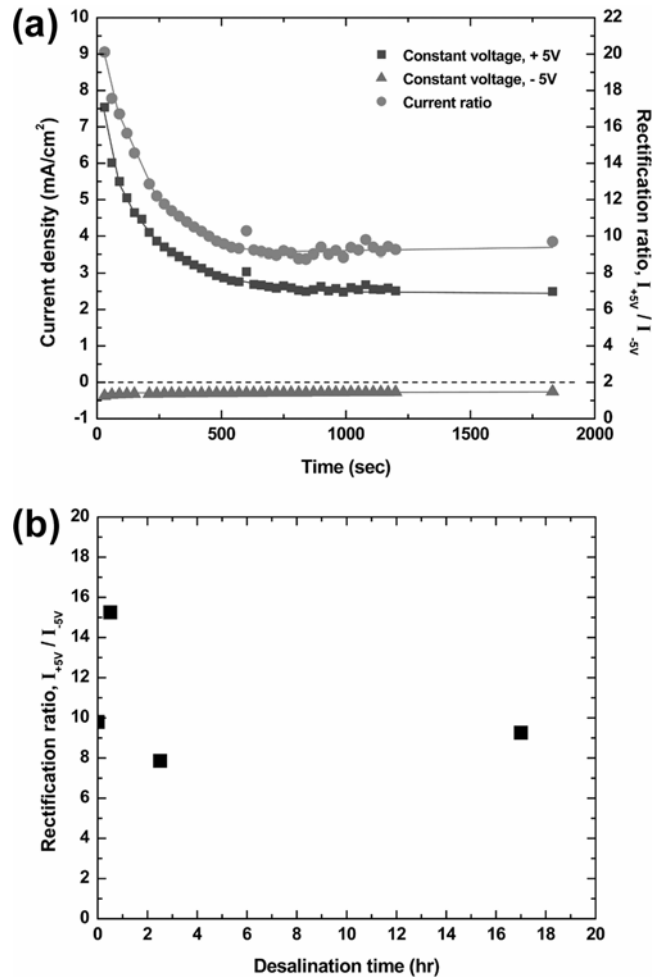 (a)
10
9
8
7
6
5
4
3
2
1
0
-1
Current density (mA/cm²)
Constant voltage, + 5V
Constant voltage, - 5V
Current ratio
22
20
18
16
14
12
10
8
6
4
2
0
Rectification ratio, I₊₅ᵥ / I₋₅ᵥ
0 500 1000 1500 2000
Time (sec)
(b)
20
18
16
14
12
10
8
6
4
2
0
Rectification ratio, I₊₅ᵥ / I₋₅ᵥ
0 2 4 6 8 10 12 14 16 18 20
Desalination time (hr)